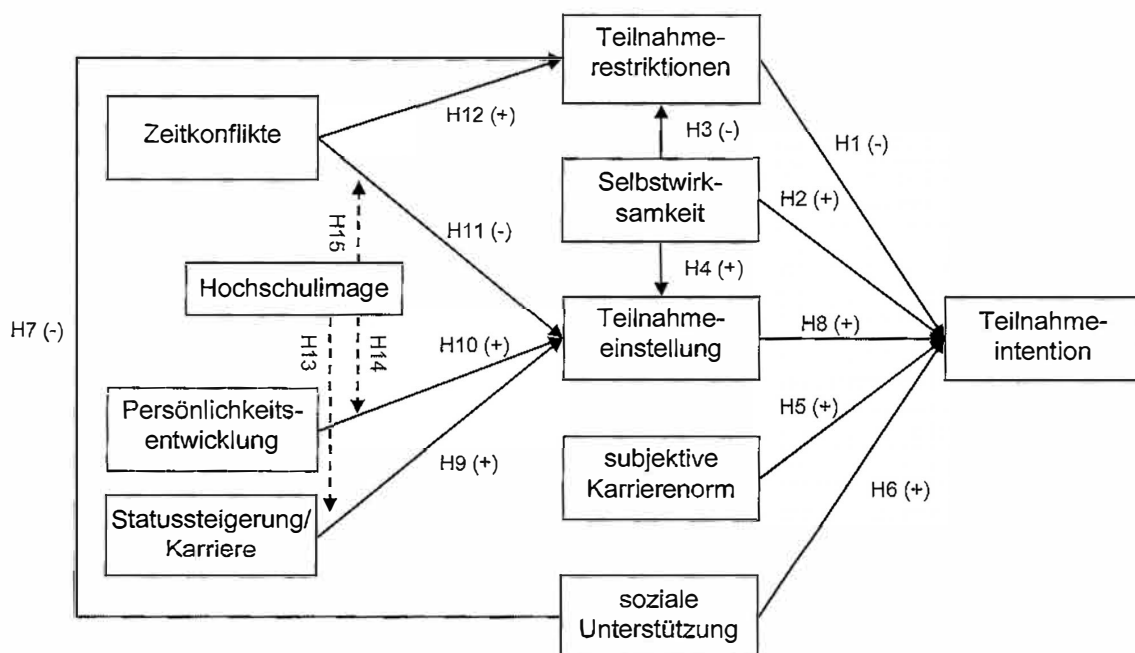 Teilnahme-
restriktionen
Zeitkonflikte
H12 (+)
H3 (-)
H1 (-)
Selbstwirk-
samkeit
H2 (+)
H11 (-)
H15
H4 (+)
Hochschulimage
H7 (-)
H13
H14
H10 (+)
Teilnahme-
einstellung
H8 (+)
Teilnahme-
intention
Persönlichkeits-
entwicklung
H9 (+)
H5 (+)
subjektive
Karrierenorm
H6 (+)
Statussteigerung/
Karriere
soziale
Unterstützung